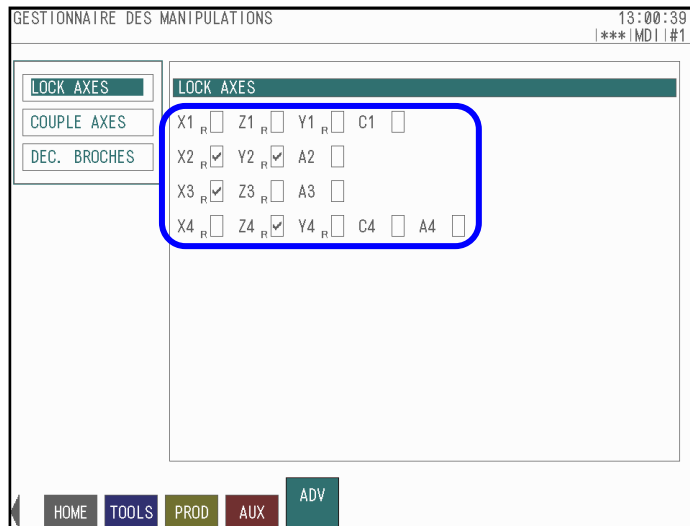 GESTIONNAIRE DES MANIPULATIONS 13:00:39
|***|MDI||#1
LOCK AXES
COUPLE AXES
DEC. BROCHES
LOCK AXES
X1 R Z1 R Y1 R C1
X2 R Y2 R A2
X3 R Z3 R A3
X4 R Z4 R Y4 R C4 A4
HOME TOOLS PROD AUX ADV